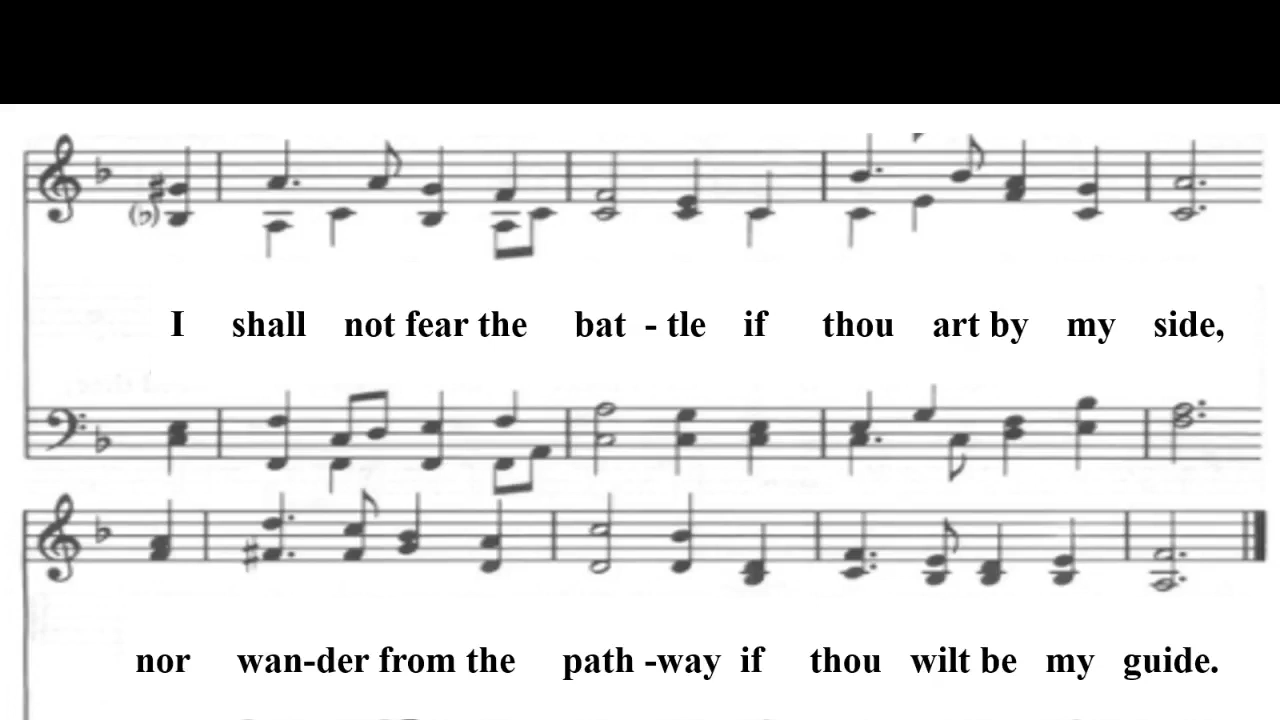 I shall not fear the bat - tle if thou art by my side,
nor wan-der from the path -way if thou wilt be my guide.